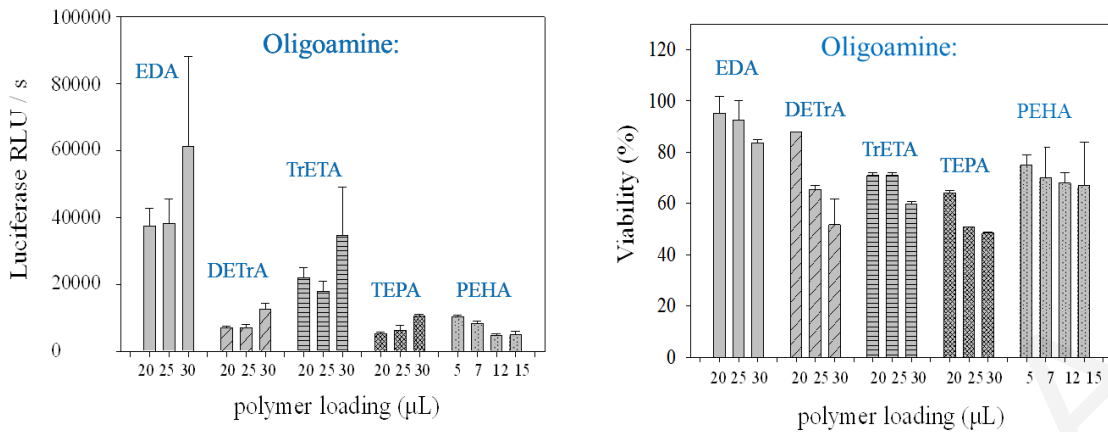 Oligoamine:
Luciferase RLU / s
100000
80000
60000
40000
20000
0
EDA
DETrA
TrETA
TEPA
PEHA
20 25 30 20 25 30 20 25 30 20 25 30 5 7 12 15
polymer loading (µL)
Oligoamine:
Viability (%)
120
100
80
60
40
20
0
EDA
DETrA
TrETA
TEPA
PEHA
20 25 30 20 25 30 20 25 30 20 25 30 5 7 12 15
polymer loading (µL)